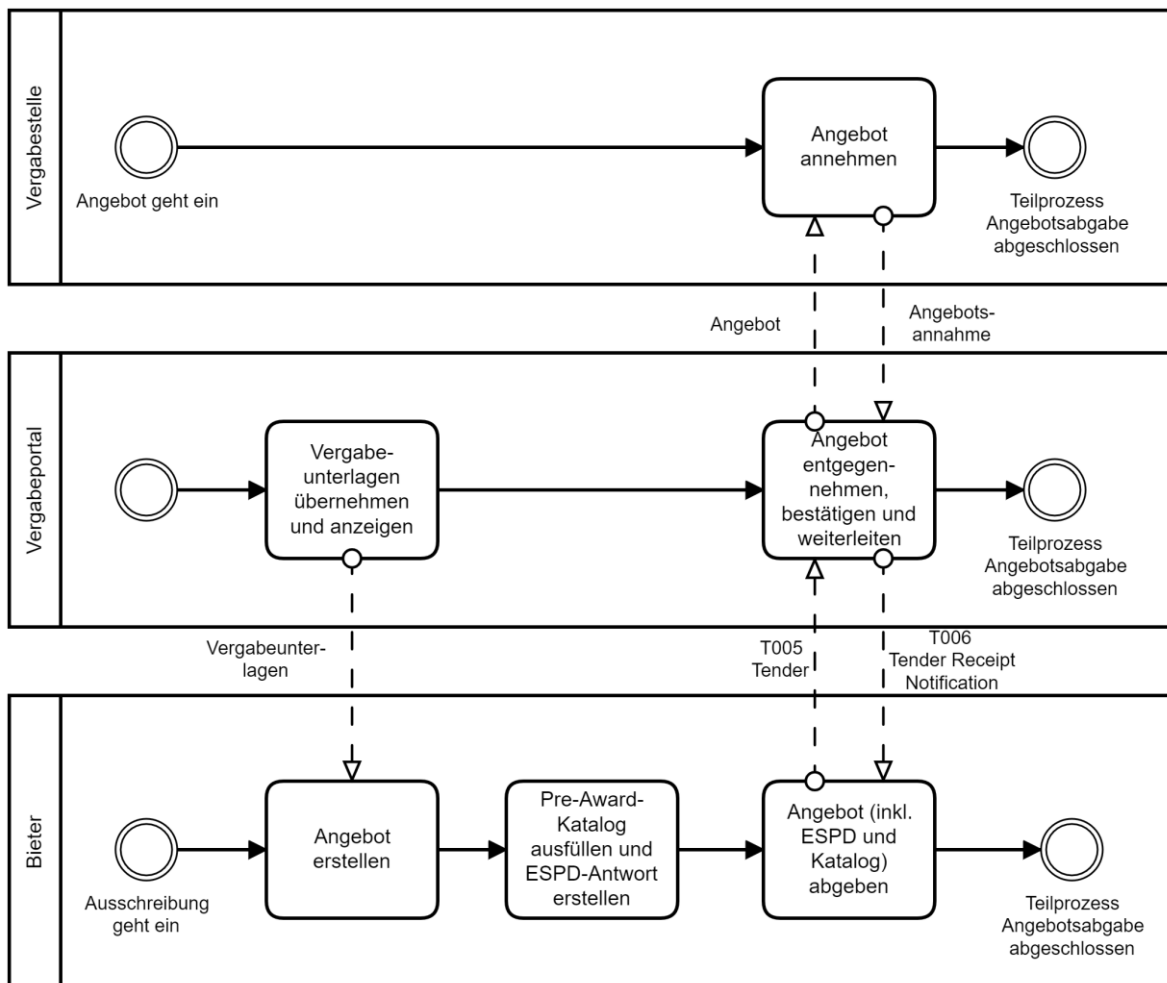 Vergabestelle
Angebot geht ein
Angebot
annehmen
Teilprozess
Angebotsabgabe
abgeschlossen
Angebot
Angebots-
annahme
Vergabeportal
Vergabe-
unterlagen
übernehmen
und anzeigen
Angebot
entgegen-
nehmen,
bestätigen und
weiterleiten
Teilprozess
Angebotsabgabe
abgeschlossen
Vergabeunter-
lagen
T005
Tender
T006
Tender Receipt
Notification
Bieter
Ausschreibung
geht ein
Angebot
erstellen
Pre-Award-
Katalog
ausfüllen und
ESPD-Antwort
erstellen
Angebot (inkl.
ESPD und
Katalog)
abgeben
Teilprozess
Angebotsabgabe
abgeschlossen